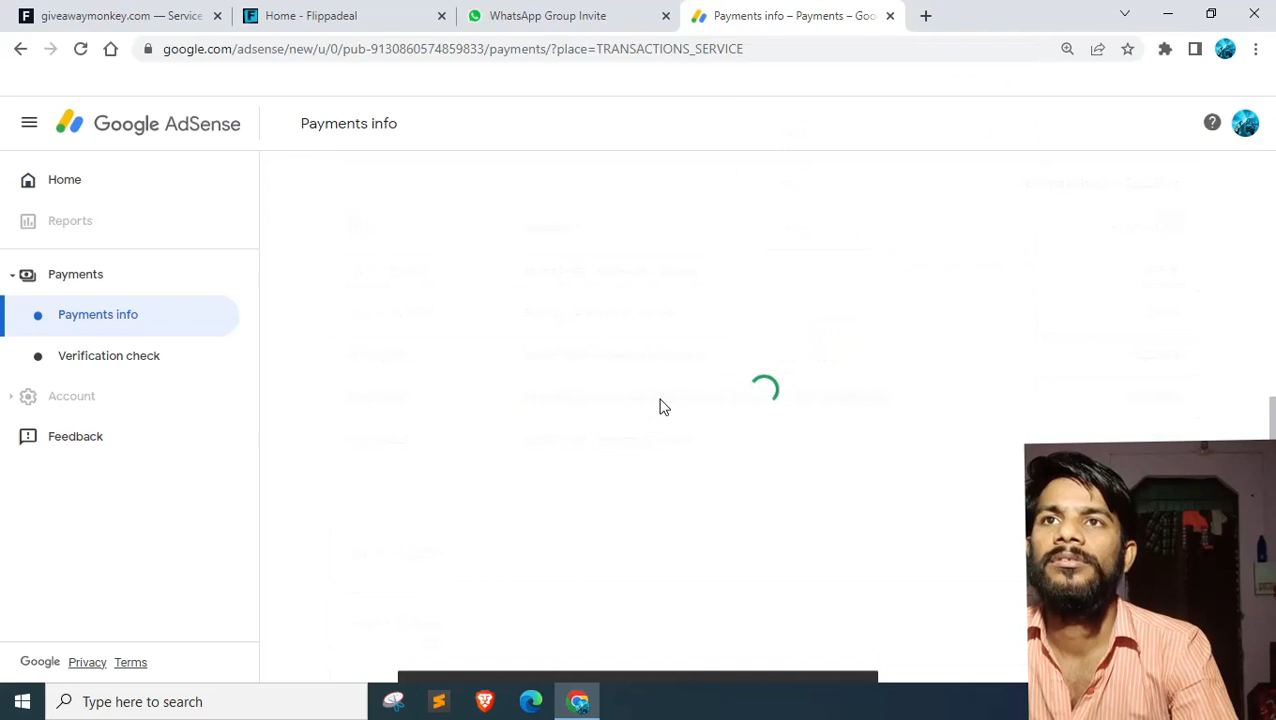 giveawaymonkey.com — Service
Home - Flippadeal
WhatsApp Group Invite
Payments info – Payments – Goo
google.com/adsense/new/u/0/pub-9130860574859833/payments/?place=TRANSACTIONS_SERVICE
Google AdSense
Payments info
Home
Reports
Payments
Payments info
Verification check
Account
Feedback
Google Privacy Terms
Type here to search